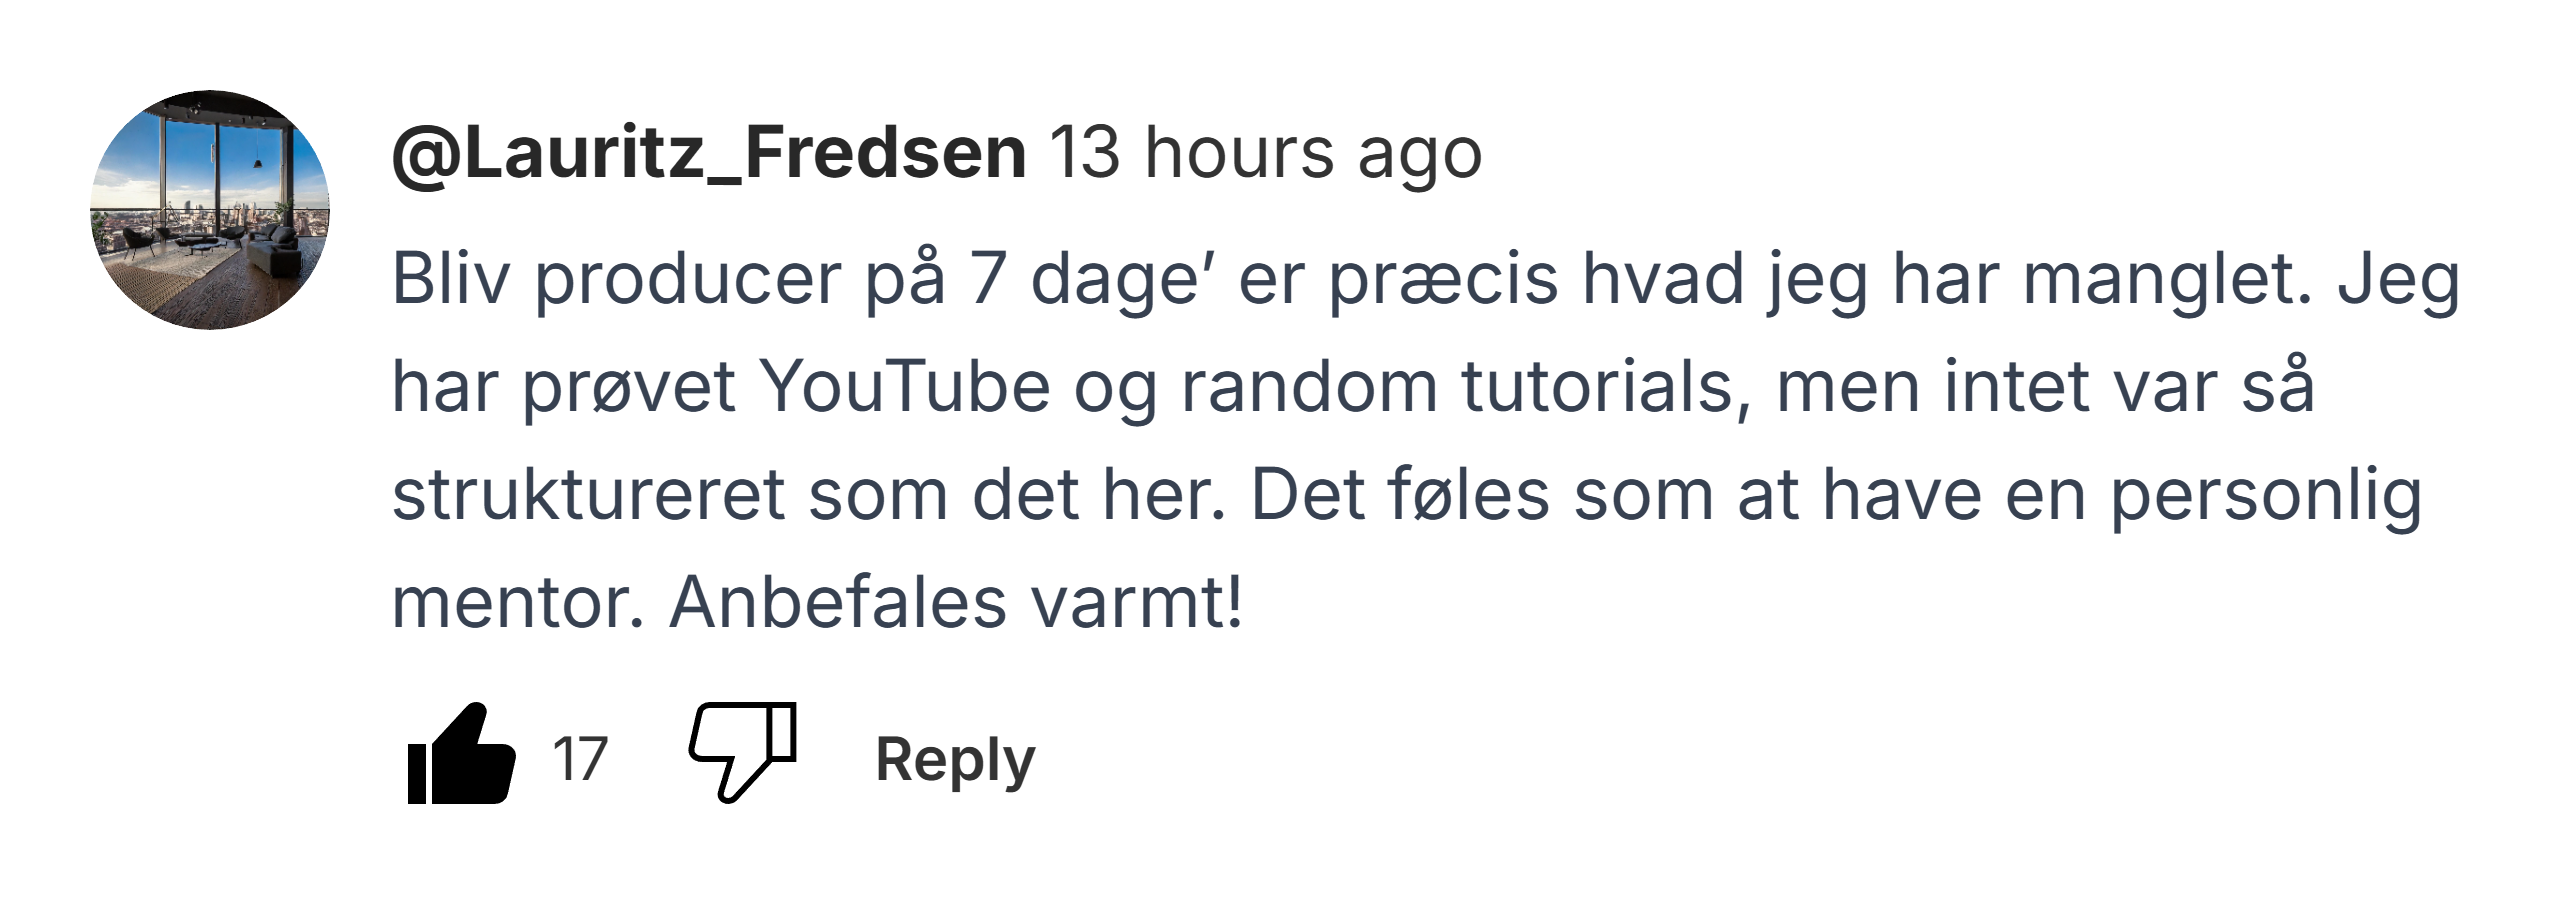 @Lauritz_Fredsen 13 hours ago
Bliv producer på 7 dage’ er præcis hvad jeg har manglet. Jeg
har prøvet YouTube og random tutorials, men intet var så
struktureret som det her. Det føles som at have en personlig
mentor. Anbefales varmt!
17 Reply